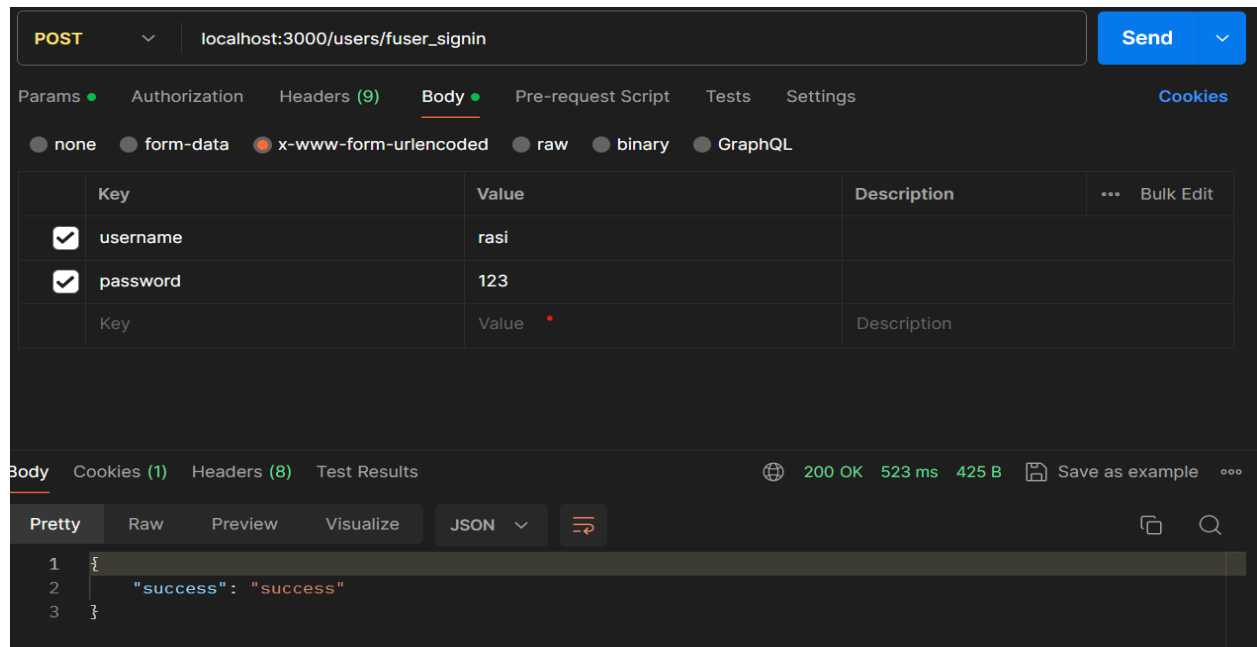 POST localhost:3000/users/fuser_signin Send
Params Authorization Headers (9) Body Pre-request Script Tests Settings Cookies
none form-data x-www-form-urlencoded raw binary GraphQL
Key Value Description Bulk Edit
username rasi
password 123
Key Value Description
Body Cookies (1) Headers (8) Test Results 200 OK 523 ms 425 B Save as example
Pretty Raw Preview Visualize JSON
1 {
2 "success": "success"
3 }